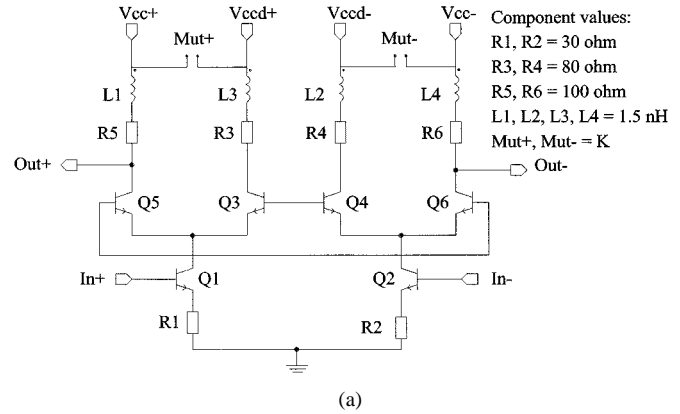 Vcc+ Vccd+ Vccd- Vcc-
Mut+ Mut-
L1 L3 L2 L4
R5 R3 R4 R6
Out+ Out-
Q5 Q3 Q4 Q6
In+ Q1 Q2 In-
R1 R2
Component values:
R1, R2 = 30 ohm
R3, R4 = 80 ohm
R5, R6 = 100 ohm
L1, L2, L3, L4 = 1.5 nH
Mut+, Mut- = K
(a)